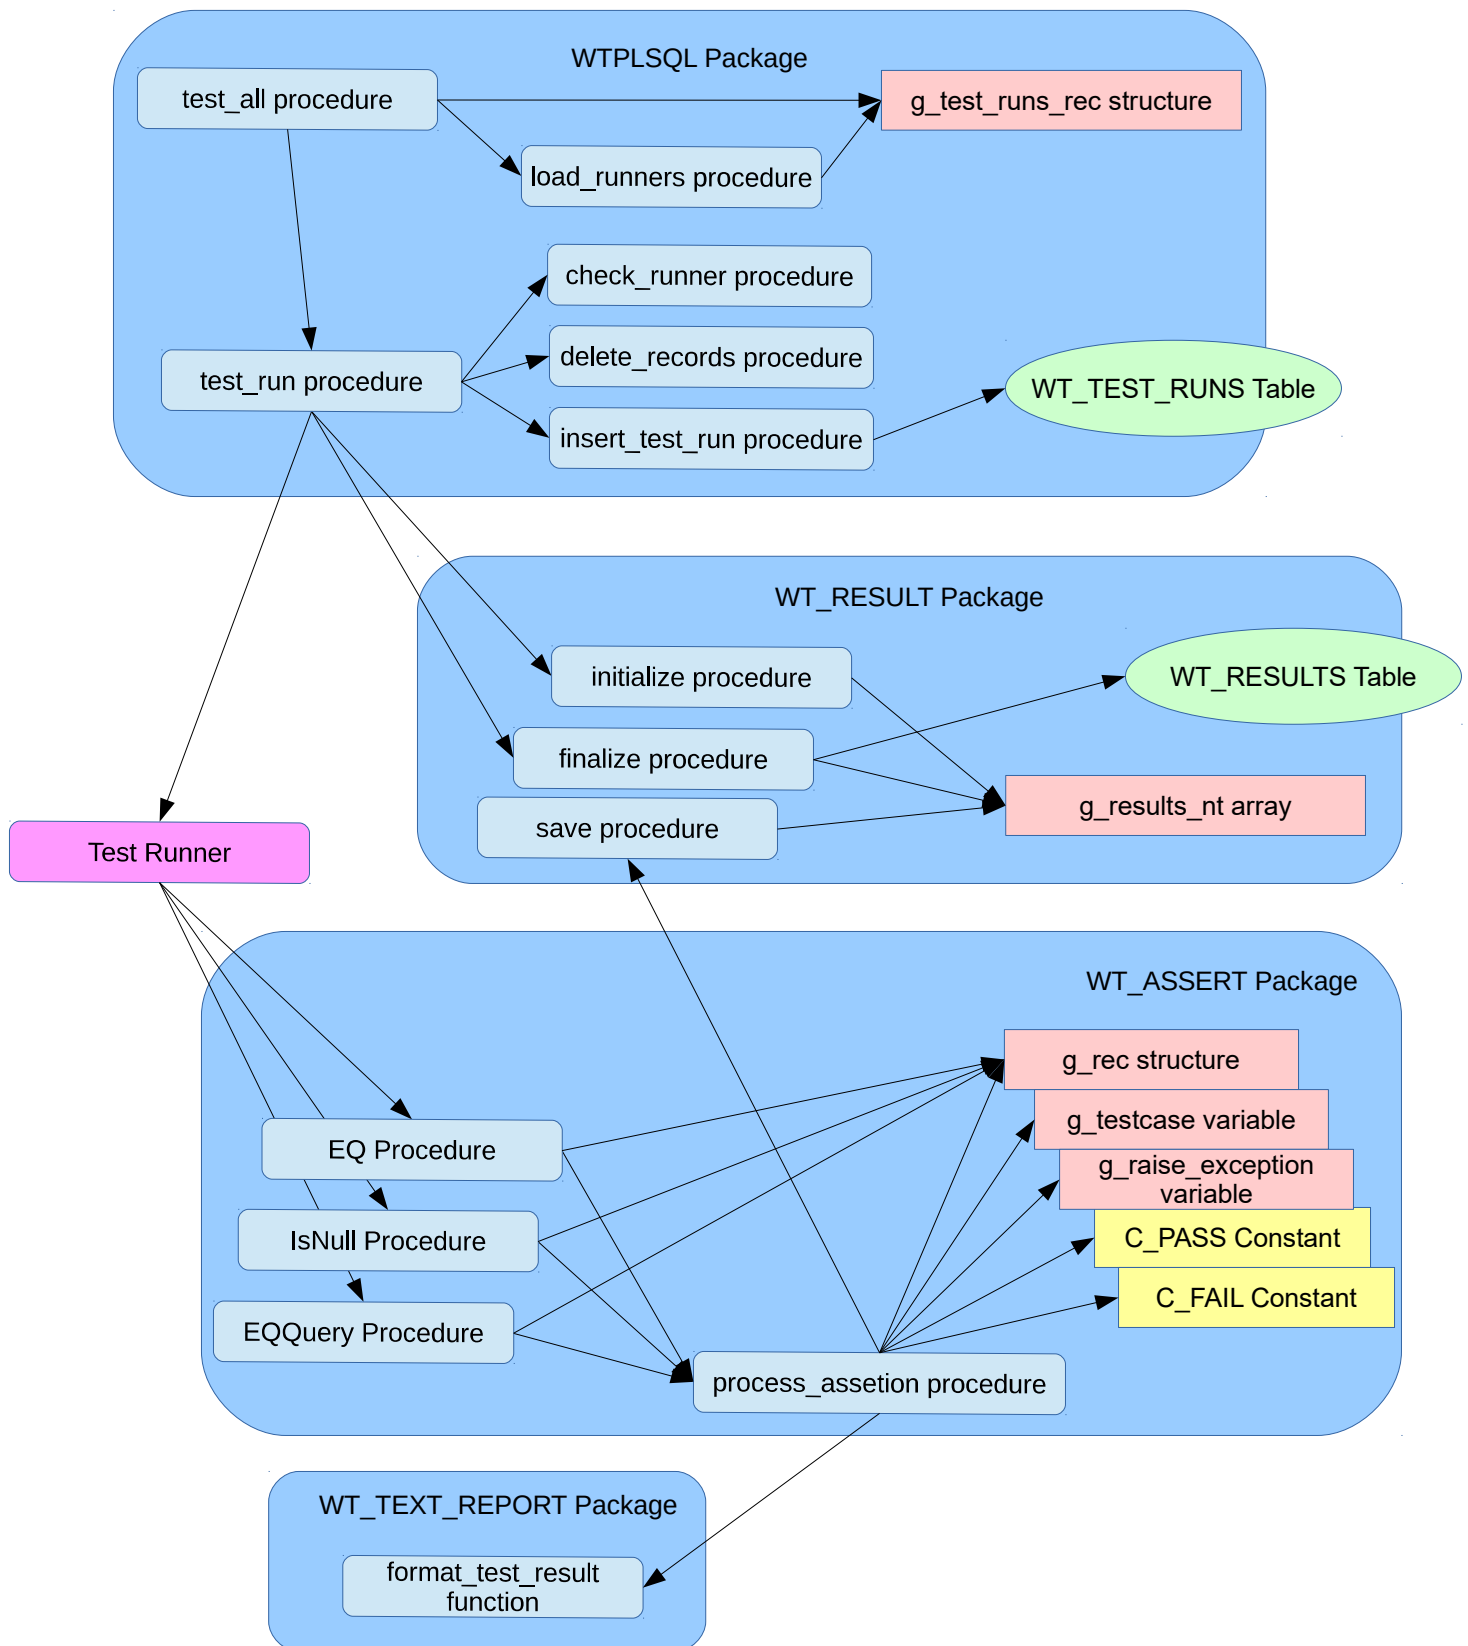 WTPLSQL Package
test_all procedure
g_test_runs_rec structure
load_runners procedure
check_runner procedure
delete_records procedure
test_run procedure
WT_TEST_RUNS Table
insert_test_run procedure
WT_RESULT Package
initialize procedure
WT_RESULTS Table
finalize procedure
g_results_nt array
save procedure
Test Runner
WT_ASSERT Package
g_rec structure
g_testcase variable
EQ Procedure
g_raise_exception
variable
IsNull Procedure
C_PASS Constant
C_FAIL Constant
EQQuery Procedure
process_assetion procedure
WT_TEXT_REPORT Package
format_test_result
function